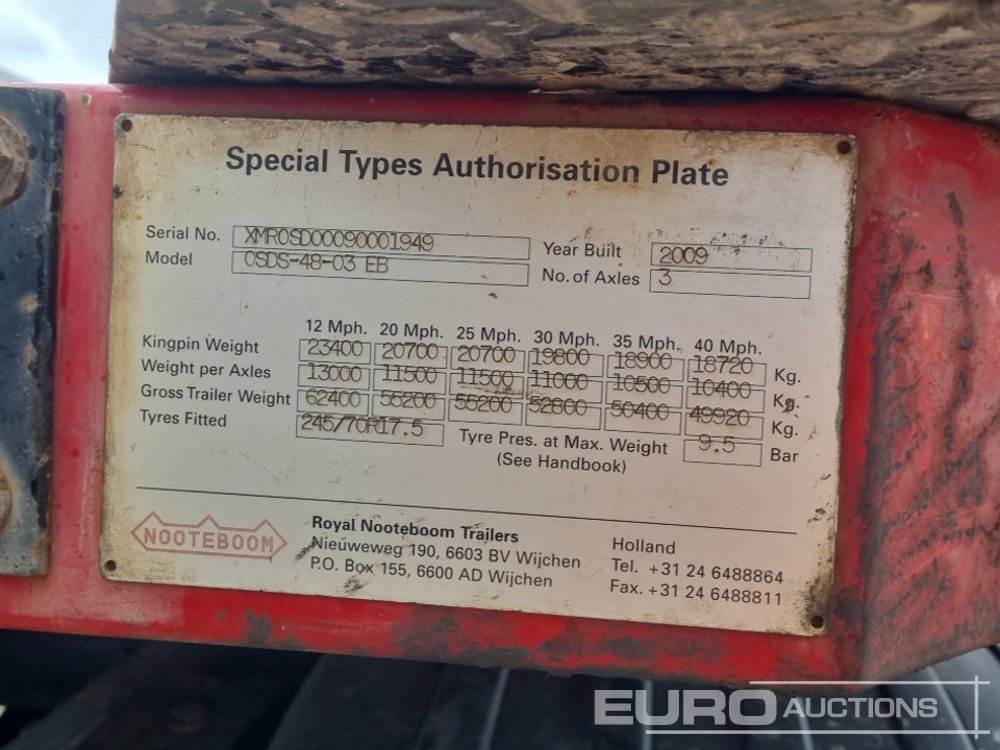 Special Types Authorisation Plate
Serial No. XMROSD00090001949 Year Built 2009
Model OSDS-48-03 EB No. of Axles 3
12 Mph. 20 Mph. 25 Mph. 30 Mph. 35 Mph. 40 Mph.
Kingpin Weight 23400 20700 20700 19800 18900 18720 Kg.
Weight per Axles 13000 11500 11500 11000 10500 10400 Kg.
Gross Trailer Weight 62400 55200 55200 52800 50400 49920 Kg.
Tyres Fitted 245/70R17.5 Tyre Pres. at Max. Weight 9.5 Bar
(See Handbook)
NOOTEBOOM
Royal Nooteboom Trailers
Nieuweweg 190, 6603 BV Wijchen
P.O. Box 155, 6600 AD Wijchen
Holland
Tel. +31 24 6488864
Fax. +31 24 6488811
EURO AUCTIONS